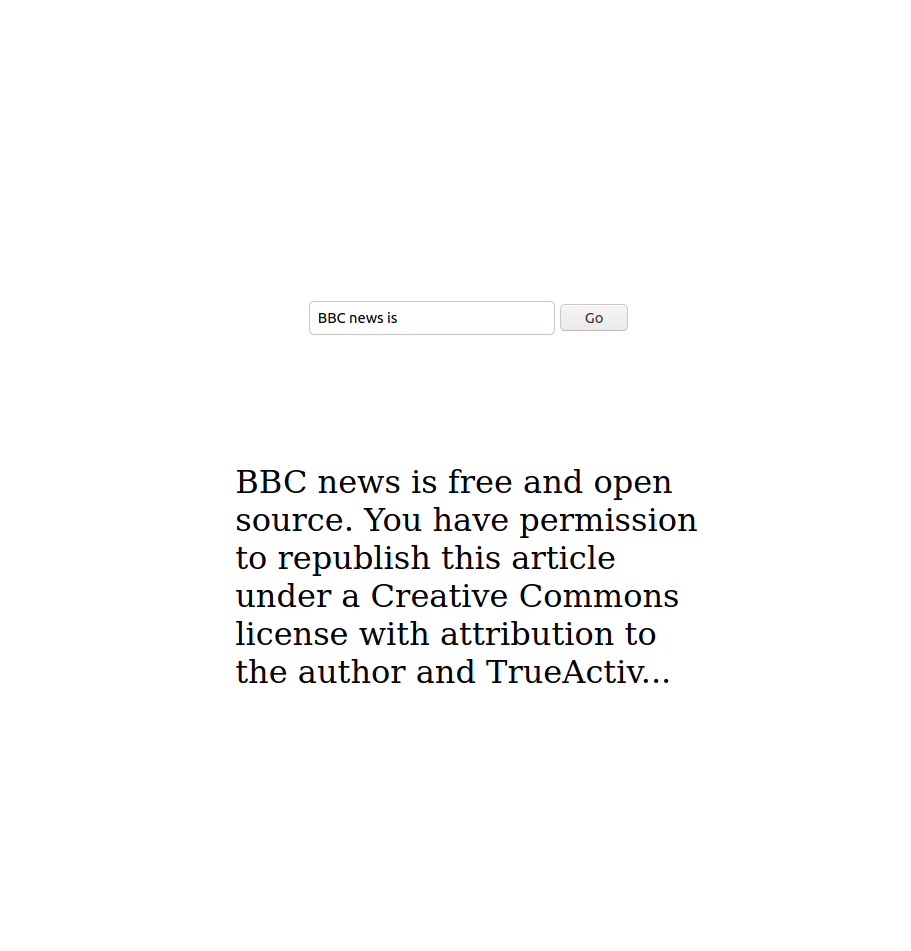 BBC news is
Go
BBC news is free and open
source. You have permission
to republish this article
under a Creative Commons
license with attribution to
the author and TrueActiv...